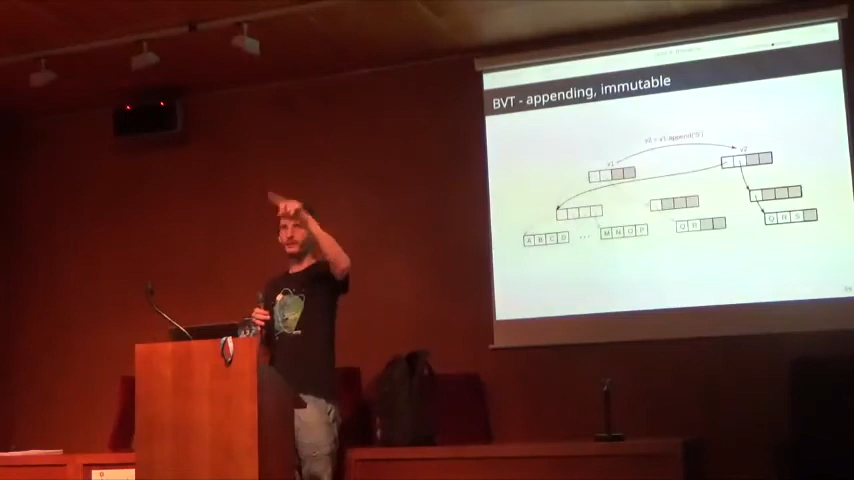 BVT - appending, immutable
v2 = v1.append('S')
v1
v2
A B C D
...
M N O P
Q R
Q R S